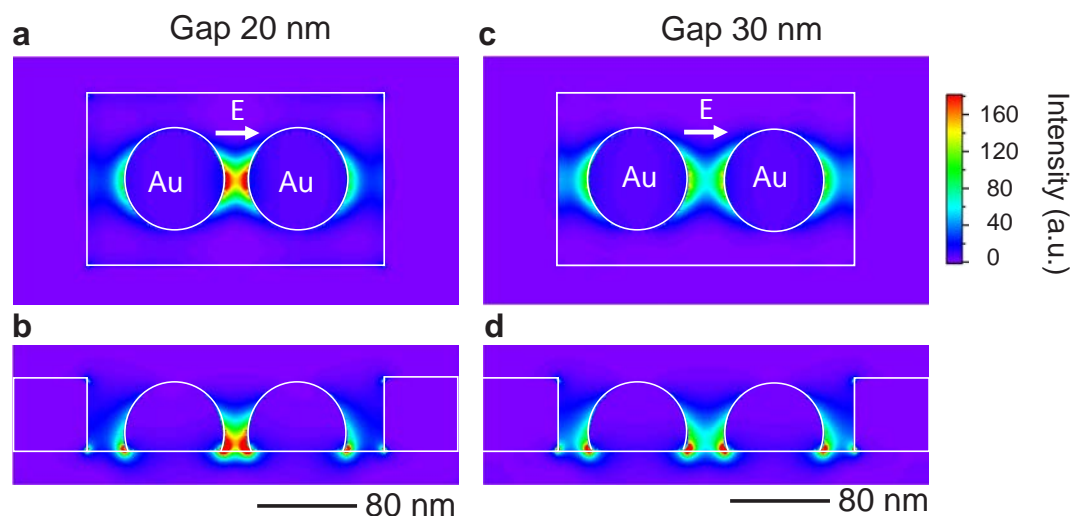 a
Gap 20 nm
c
Gap 30 nm
E
Au Au
E
Au Au
160
120
80
40
0
Intensity (a.u.)
b
d
80 nm
80 nm